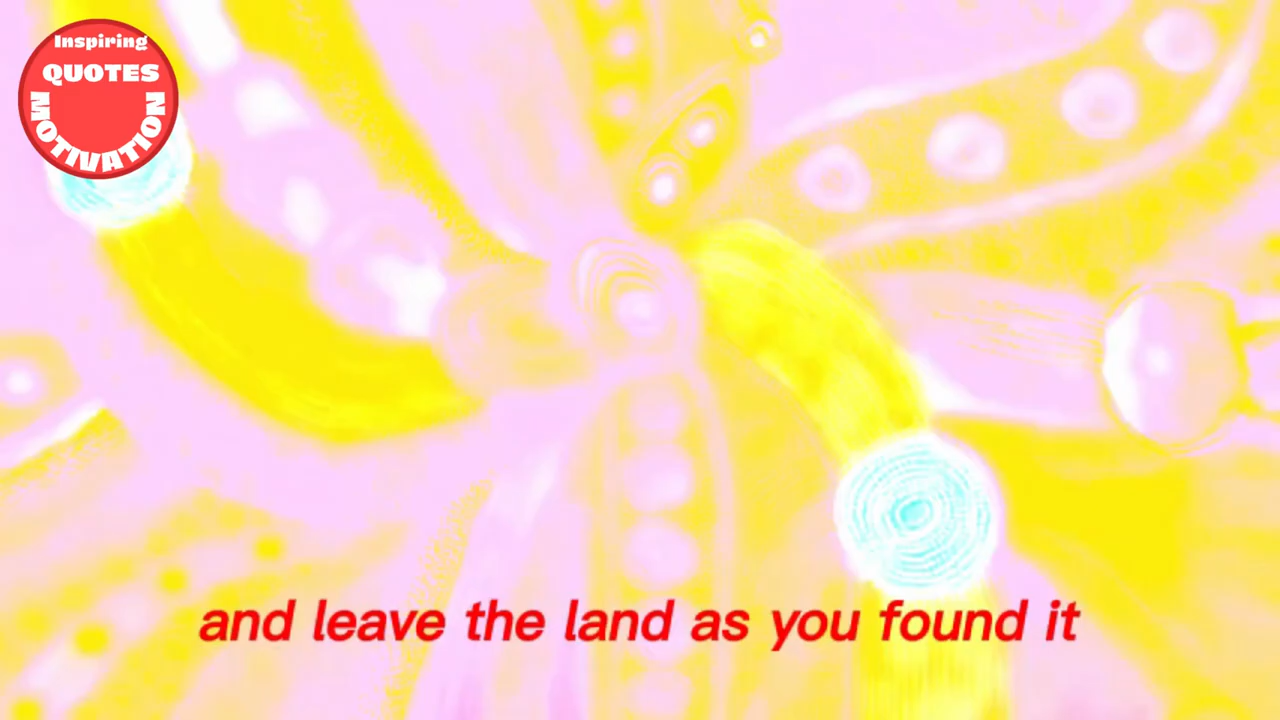 Inspiring
QUOTES
MOTIVATION
and leave the land as you found it